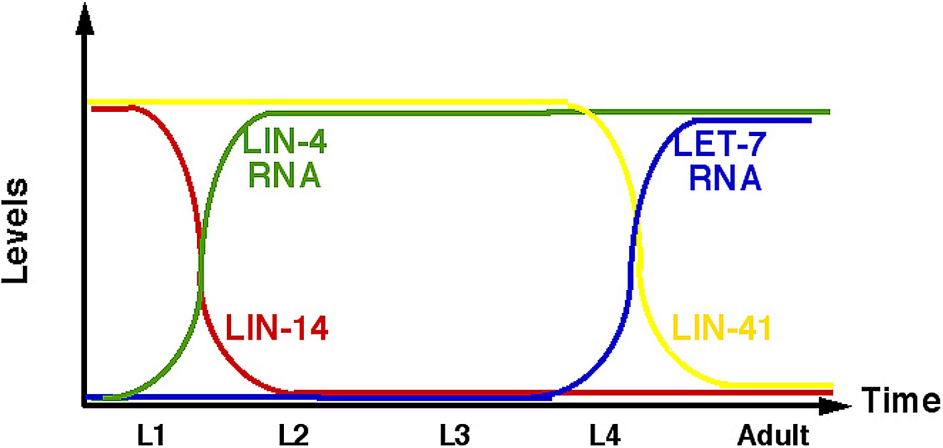 Levels
LIN-4
RNA
LET-7
RNA
LIN-14
LIN-41
Time
L1 L2 L3 L4 Adult